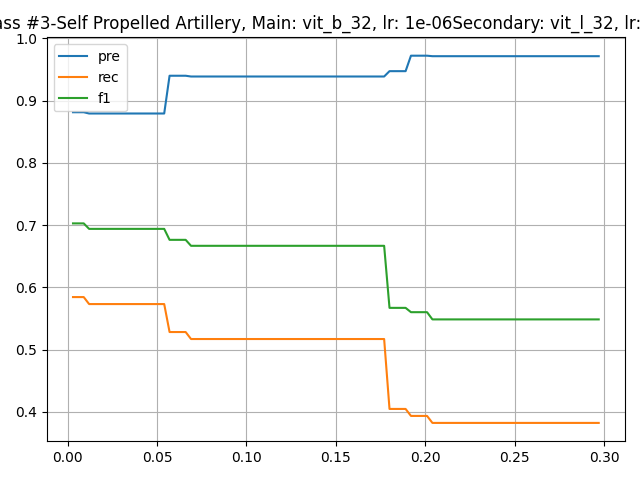 ass #3-Self Propelled Artillery, Main: vit_b_32, lr: 1e-06Secondary: vit_l_32, lr:
1.0
pre
rec
f1
0.9
0.8
0.7
0.6
0.5
0.4
0.00 0.05 0.10 0.15 0.20 0.25 0.30